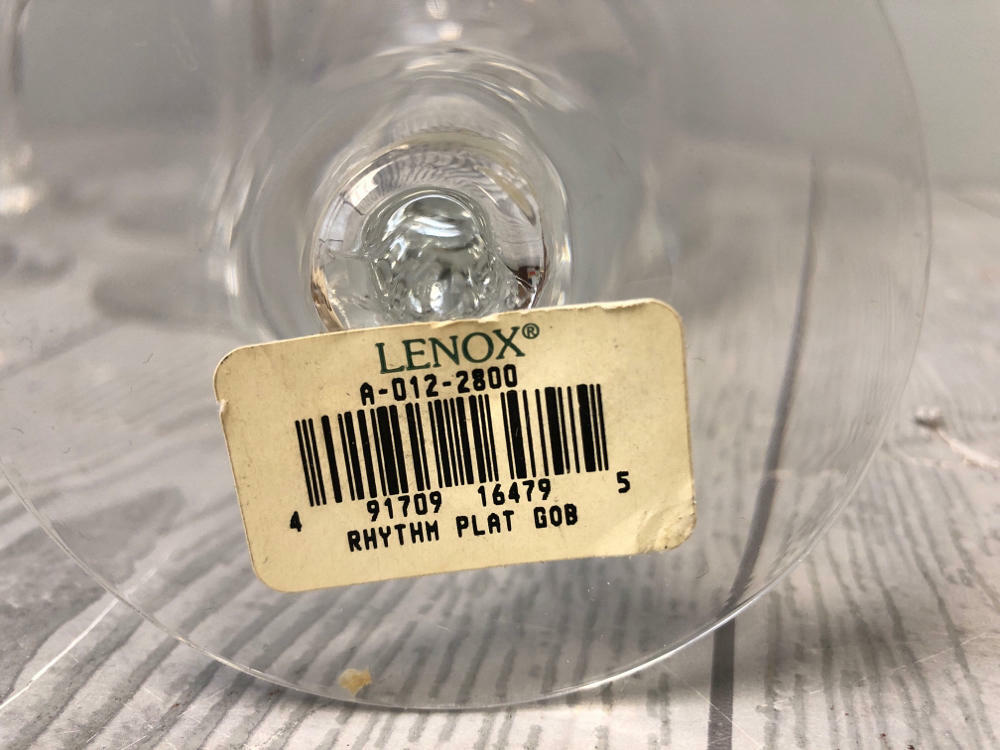 LENOX®
A-012-2800
4 91709 16479 5
RHYTHM PLAT GOB